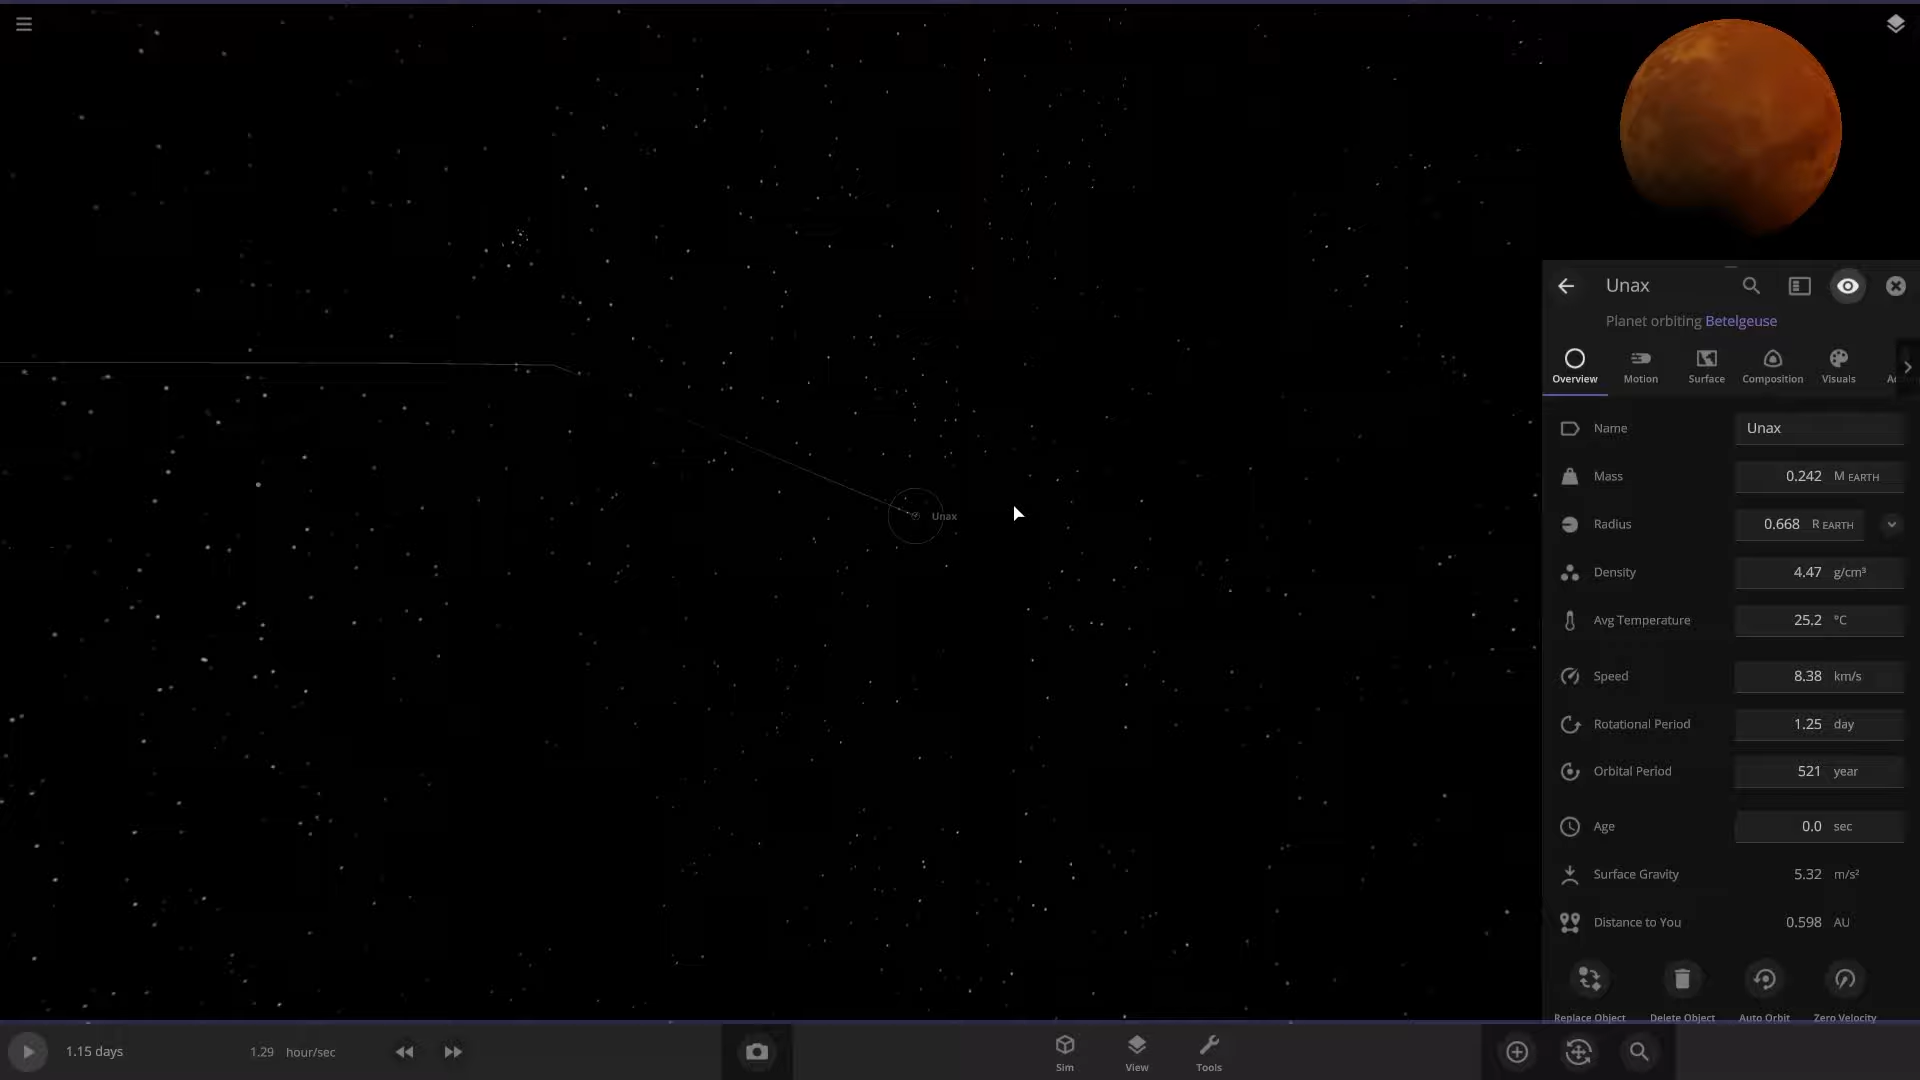 Unax
Planet orbiting Betelgeuse
Overview Motion Surface Composition Visuals
Name Unax
Mass 0.242 M EARTH
Radius 0.668 R EARTH
Density 4.47 g/cm³
Avg Temperature 25.2 °C
Speed 8.38 km/s
Rotational Period 1.25 day
Orbital Period 521 year
Age 0.0 sec
Surface Gravity 5.32 m/s²
Distance to You 0.598 AU
Replace Object Delete Object Auto Orbit Zero Velocity
Unax
1.15 days 1.29 hour/sec
Sim View Tools